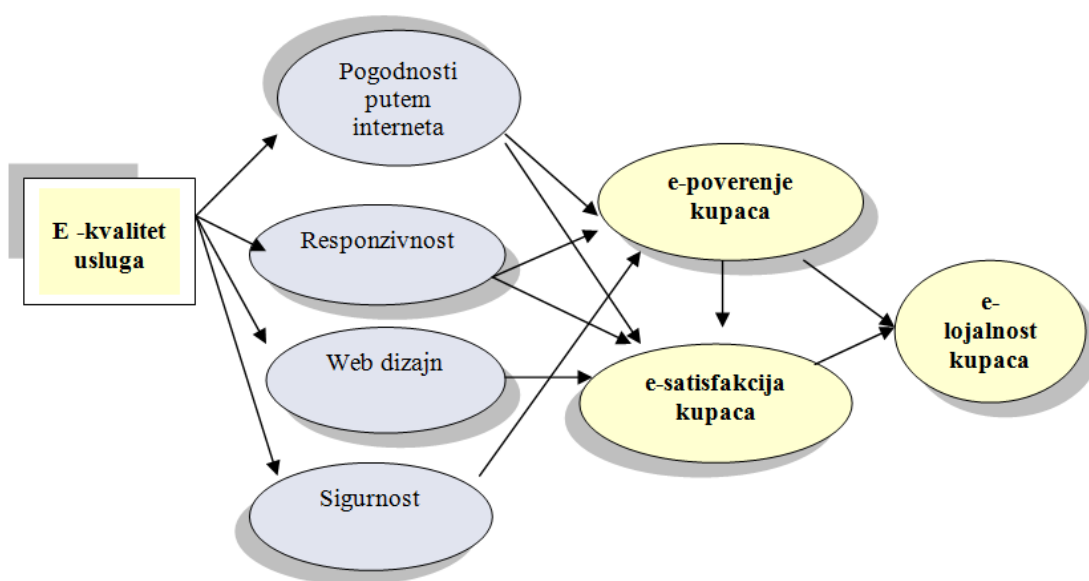 E -kvalitet
usluga
Pogodnosti
putem
interneta
Responzivnost
Web dizajn
Sigurnost
e-poverenje
kupaca
e-satisfakcija
kupaca
e-
lojalnost
kupaca